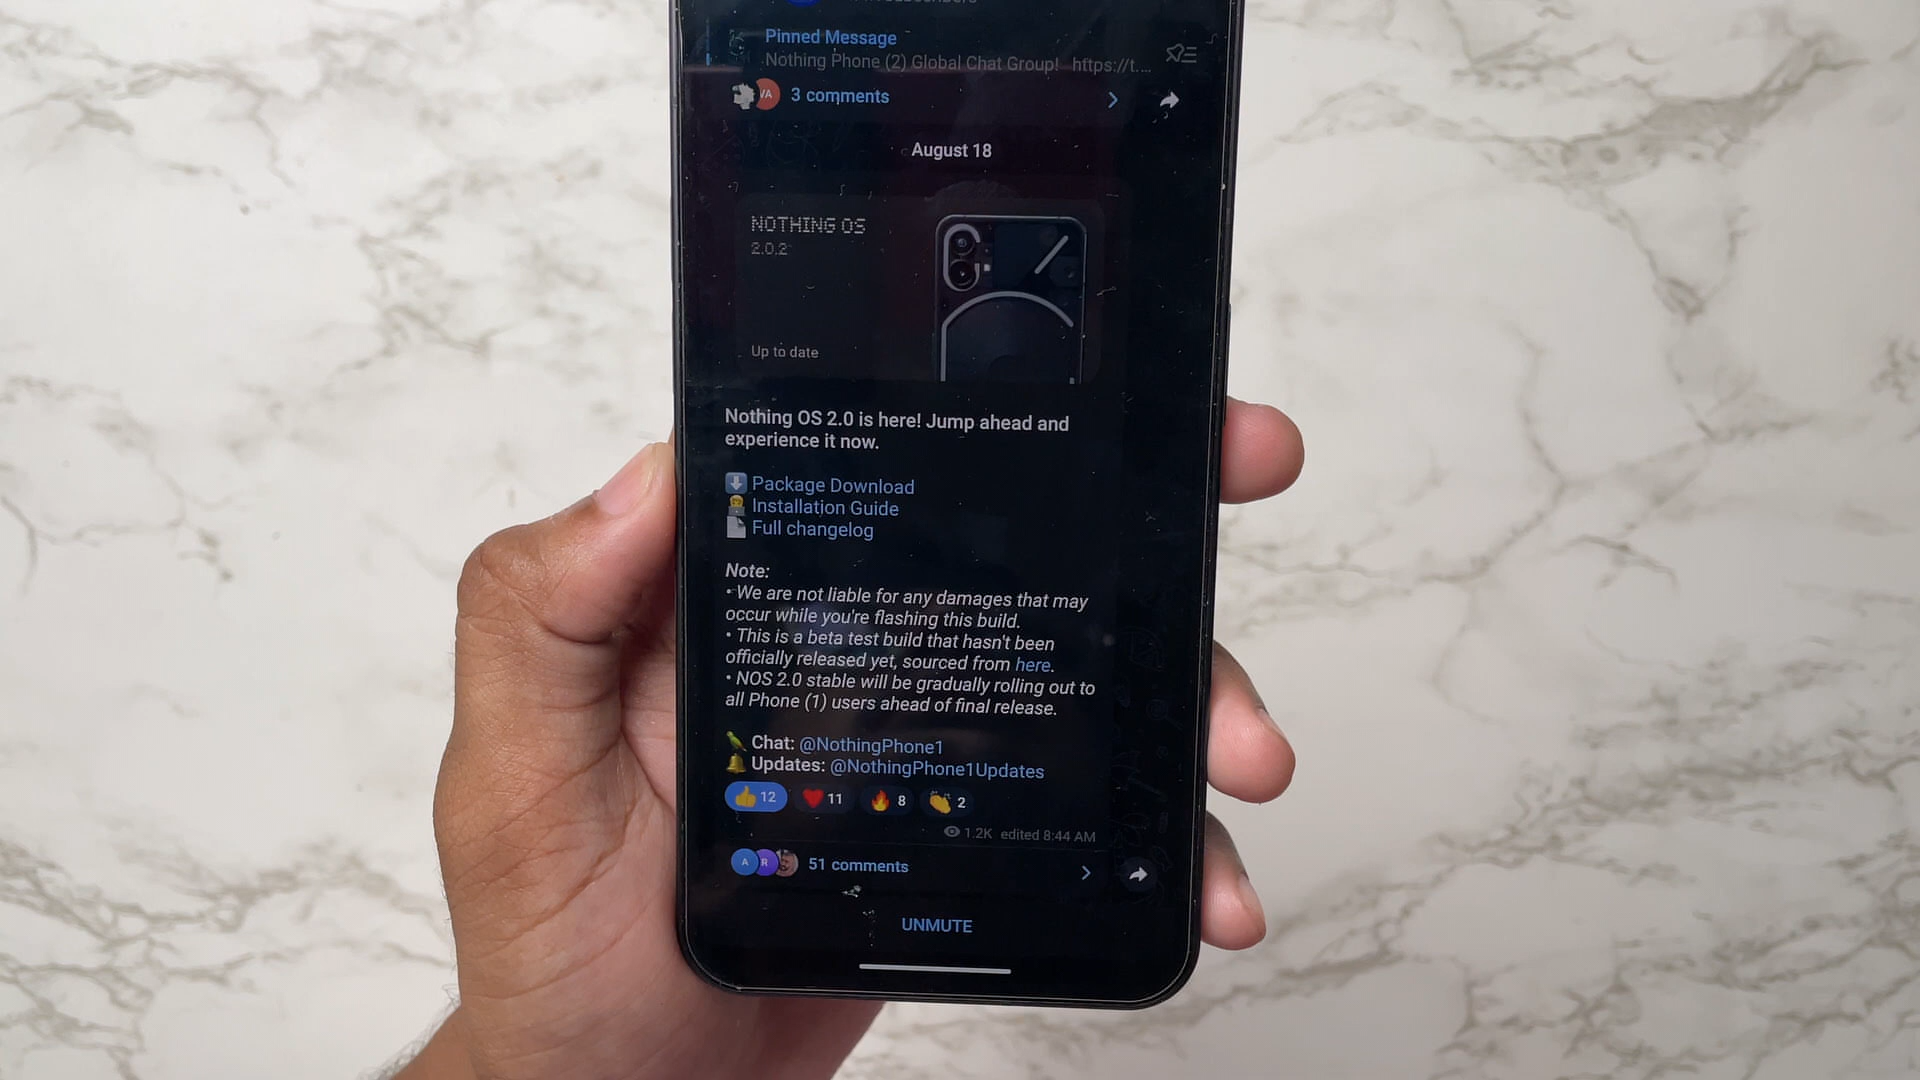 Pinned Message
Nothing Phone (2) Global Chat Group! https://t....
VA
3 comments
August 18
NOTHING OS
2.0.2
Up to date
Nothing OS 2.0 is here! Jump ahead and
experience it now.
Package Download
Installation Guide
Full changelog
Note:
• We are not liable for any damages that may
occur while you're flashing this build.
• This is a beta test build that hasn't been
officially released yet, sourced from here.
• NOS 2.0 stable will be gradually rolling out to
all Phone (1) users ahead of final release.
Chat: @NothingPhone1
Updates: @NothingPhone1Updates
12 11 8 2
1.2K edited 8:44 AM
A R 51 comments
UNMUTE